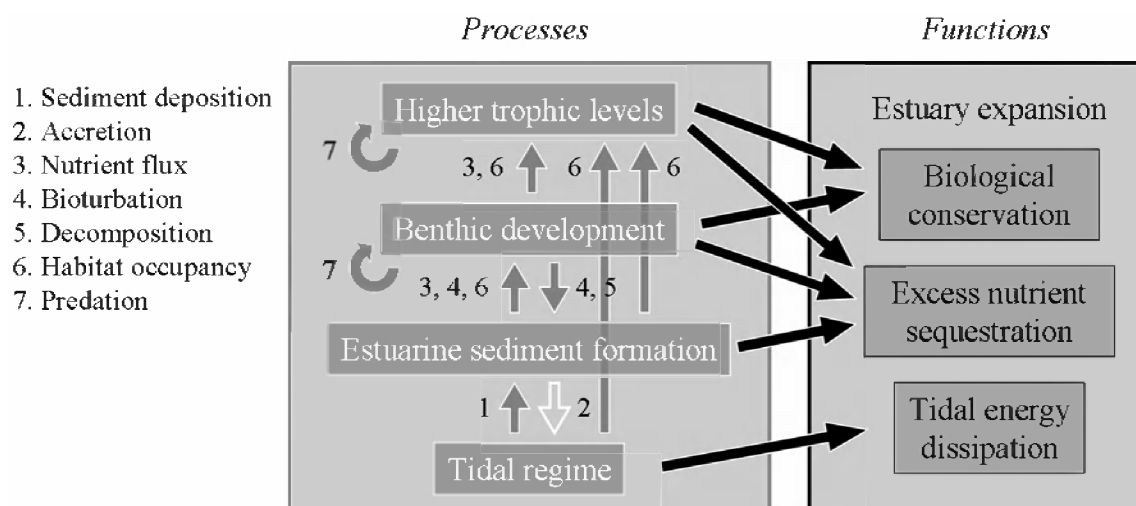 Processes
Functions
1. Sediment deposition
2. Accretion
3. Nutrient flux
4. Bioturbation
5. Decomposition
6. Habitat occupancy
7. Predation
Higher trophic levels
7
3, 6
6
6
Benthic development
7
3, 4, 6
4, 5
Estuarine sediment formation
1
2
Tidal regime
Estuary expansion
Biological
conservation
Excess nutrient
sequestration
Tidal energy
dissipation